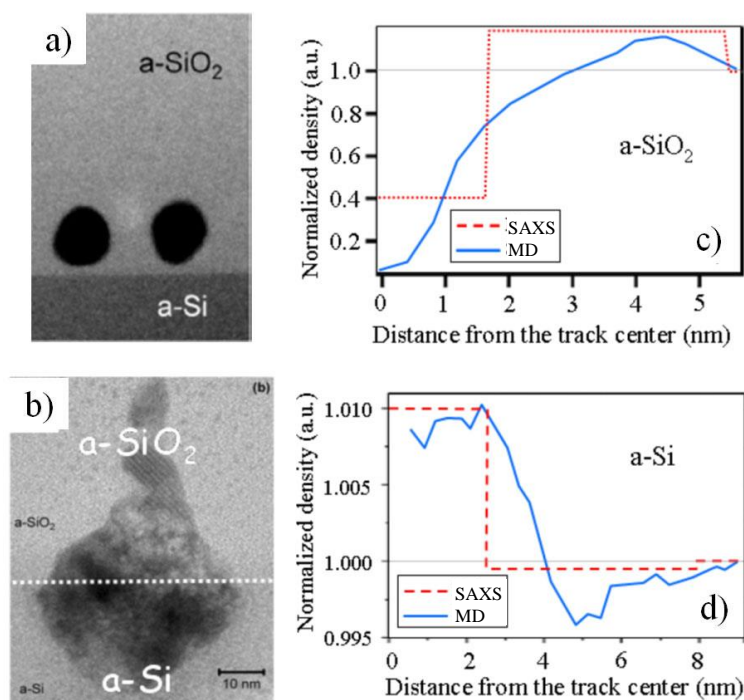 a)
a-SiO₂
a-Si
Normalized density (a.u.)
1.0
0.8
0.6
0.4
0.2
a-SiO₂
SAXS
MD
c)
0 1 2 3 4 5
Distance from the track center (nm)
b)
(b)
a-SiO₂
a-SiO₂
a-Si
a-Si
10 nm
Normalized density (a.u.)
1.010
1.005
1.000
0.995
a-Si
SAXS
MD
d)
0 2 4 6 8
Distance from the track center (nm)